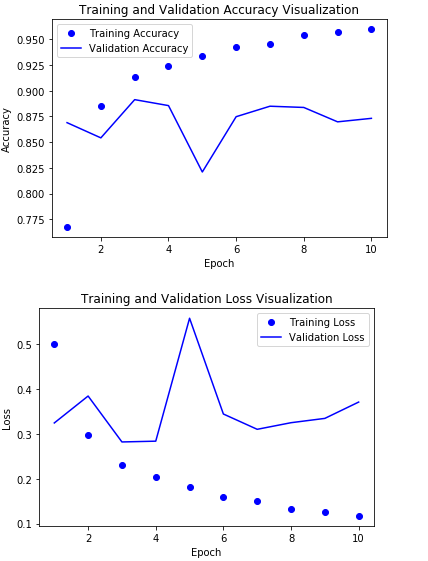 Training and Validation Accuracy Visualization
Training Accuracy
Validation Accuracy
0.950
0.925
0.900
0.875
0.850
0.825
0.800
0.775
Accuracy
2 4 6 8 10
Epoch
Training and Validation Loss Visualization
Training Loss
Validation Loss
0.5
0.4
0.3
0.2
0.1
Loss
2 4 6 8 10
Epoch